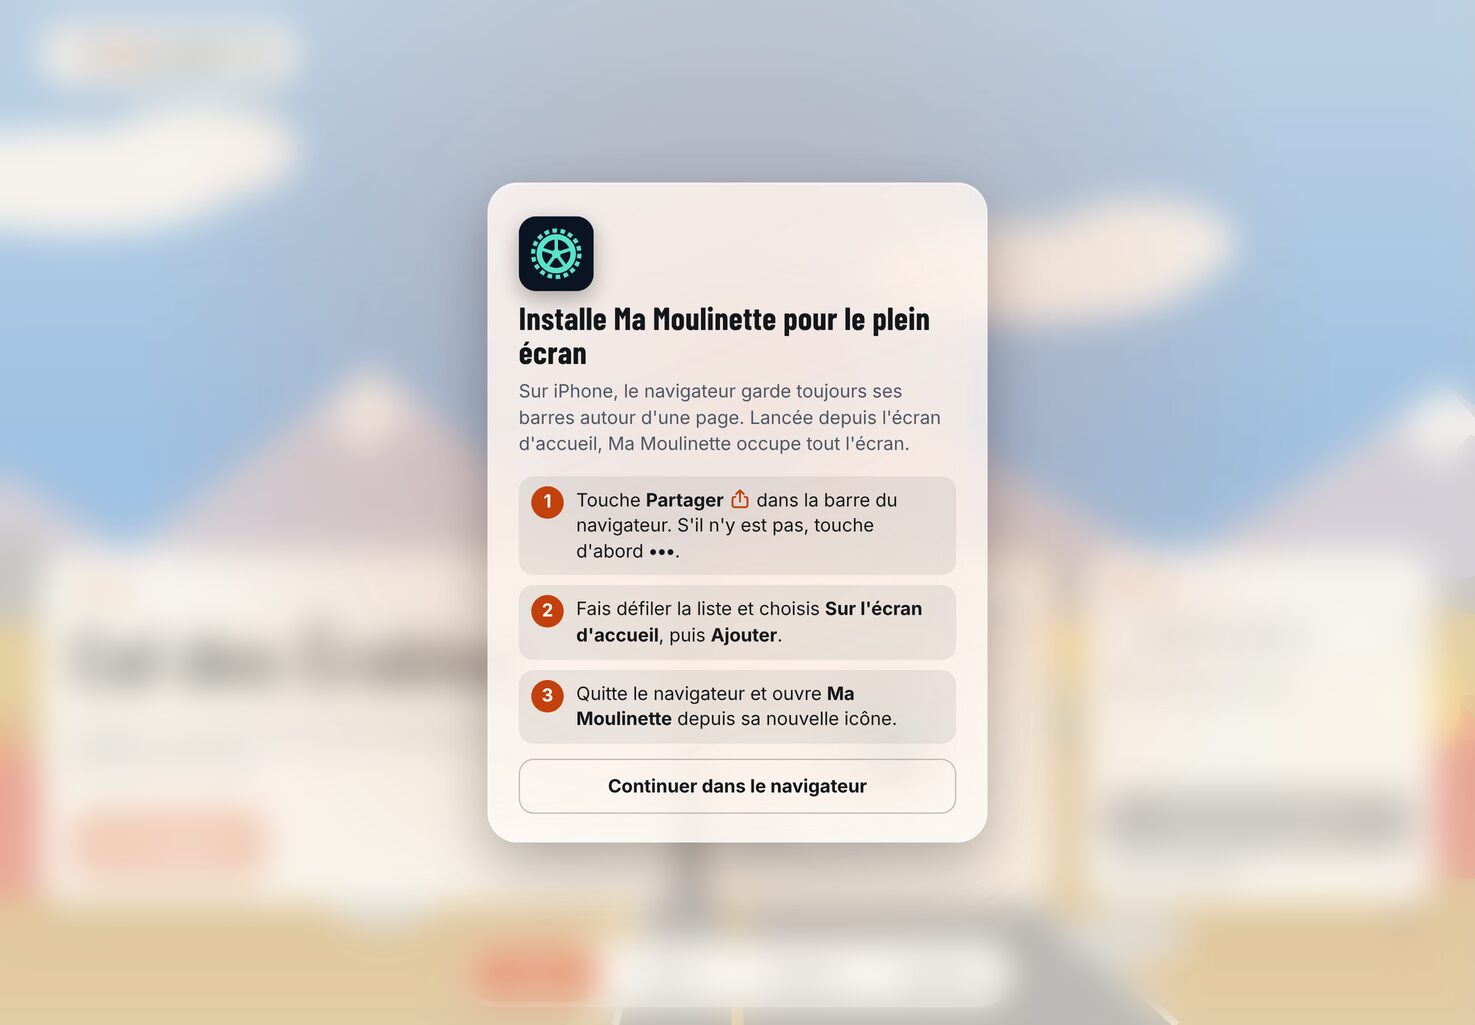 Installe Ma Moulinette pour le plein
écran
Sur iPhone, le navigateur garde toujours ses
barres autour d'une page. Lancée depuis l'écran
d'accueil, Ma Moulinette occupe tout l'écran.
1 Touche Partager dans la barre du
navigateur. S'il n'y est pas, touche
d'abord •••.
2 Fais défiler la liste et choisis Sur l'écran
d'accueil, puis Ajouter.
3 Quitte le navigateur et ouvre Ma
Moulinette depuis sa nouvelle icône.
Continuer dans le navigateur